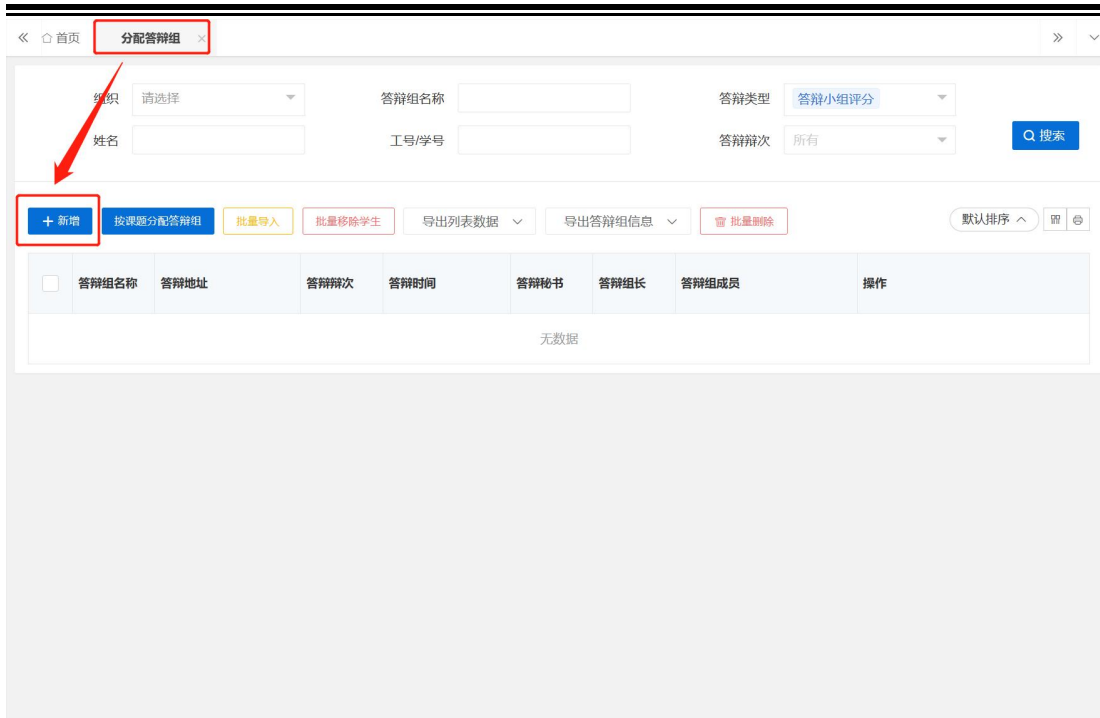 首页 分配答辩组
组织 请选择 答辩组名称 答辩类型 答辩小组评分
姓名 工号/学号 答辩辩次 所有 搜索
新增 按课题分配答辩组 批量导入 批量移除学生 导出列表数据 导出答辩组信息 批量删除 默认排序
答辩组名称 答辩地址 答辩辩次 答辩时间 答辩秘书 答辩组长 答辩组成员 操作
无数据